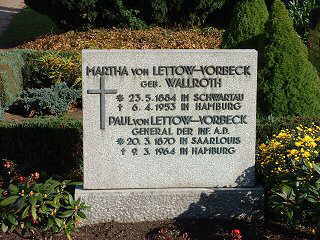 MARTHA VON LETTOW-VORBECK
GEB. WALLROTH
* 23.5.1884 IN SCHWARTAU
† 6.4.1953 IN HAMBURG
PAUL VON LETTOW-VORBECK
GENERAL DER INF. A.D.
* 20.3.1870 IN SAARLOUIS
† 9.3.1964 IN HAMBURG